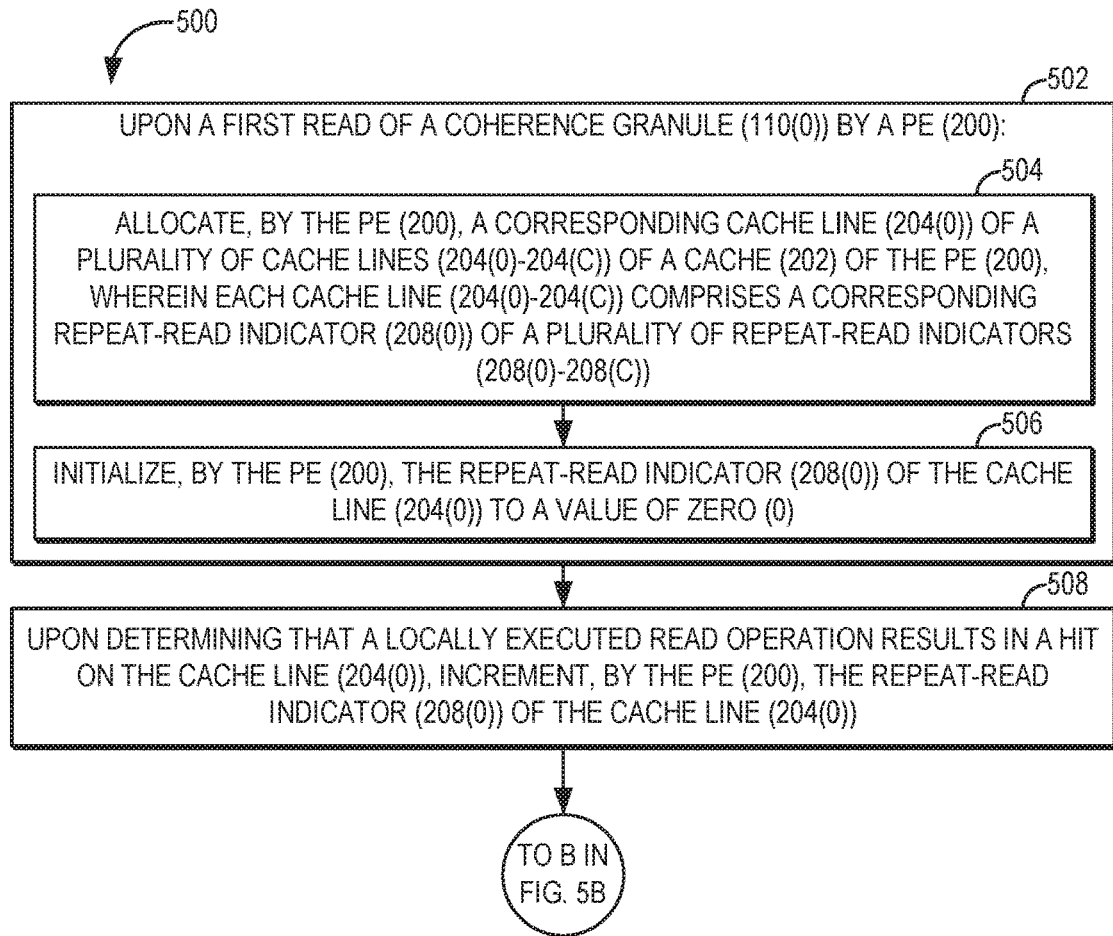 500
502
UPON A FIRST READ OF A COHERENCE GRANULE (110(0)) BY A PE (200):
504
ALLOCATE, BY THE PE (200), A CORRESPONDING CACHE LINE (204(0)) OF A
PLURALITY OF CACHE LINES (204(0)-204(C)) OF A CACHE (202) OF THE PE (200),
WHEREIN EACH CACHE LINE (204(0)-204(C)) COMPRISES A CORRESPONDING
REPEAT-READ INDICATOR (208(0)) OF A PLURALITY OF REPEAT-READ INDICATORS
(208(0)-208(C))
506
INITIALIZE, BY THE PE (200), THE REPEAT-READ INDICATOR (208(0)) OF THE CACHE
LINE (204(0)) TO A VALUE OF ZERO (0)
508
UPON DETERMINING THAT A LOCALLY EXECUTED READ OPERATION RESULTS IN A HIT
ON THE CACHE LINE (204(0)), INCREMENT, BY THE PE (200), THE REPEAT-READ
INDICATOR (208(0)) OF THE CACHE LINE (204(0))
TO B IN
FIG. 5B